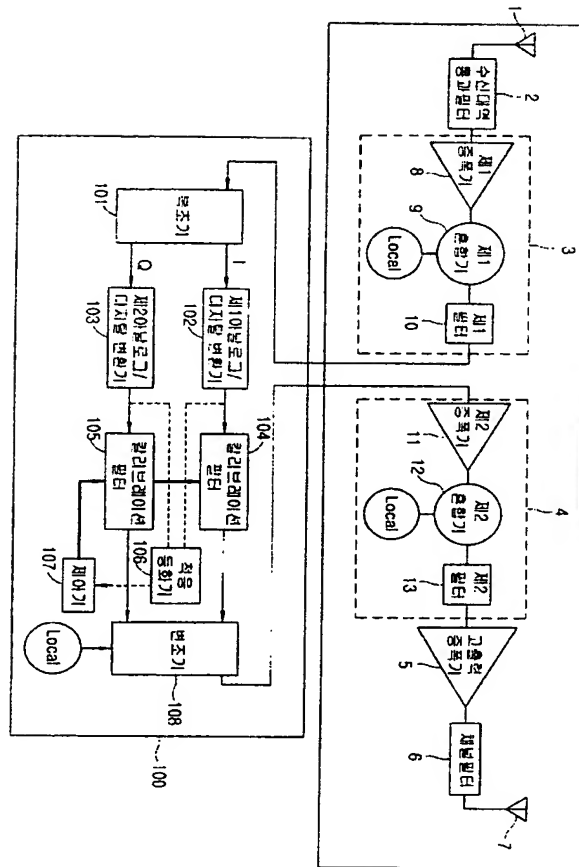 1
수신대역
통과필터
2
제1
증폭기
8
제1
혼합기
9
Local
제1
필터
10
3
제2
증폭기
11
제2
혼합기
12
Local
제2
필터
13
4
고출력
증폭기
5
채널필터
6
7
복조기
101
I
Q
제1아날로그/
디지탈 변환기
102
제2아날로그/
디지탈 변환기
103
캘리브레이션
필터
104
캘리브레이션
필터
105
적응
등화기
106
제어기
107
변조기
108
Local
100